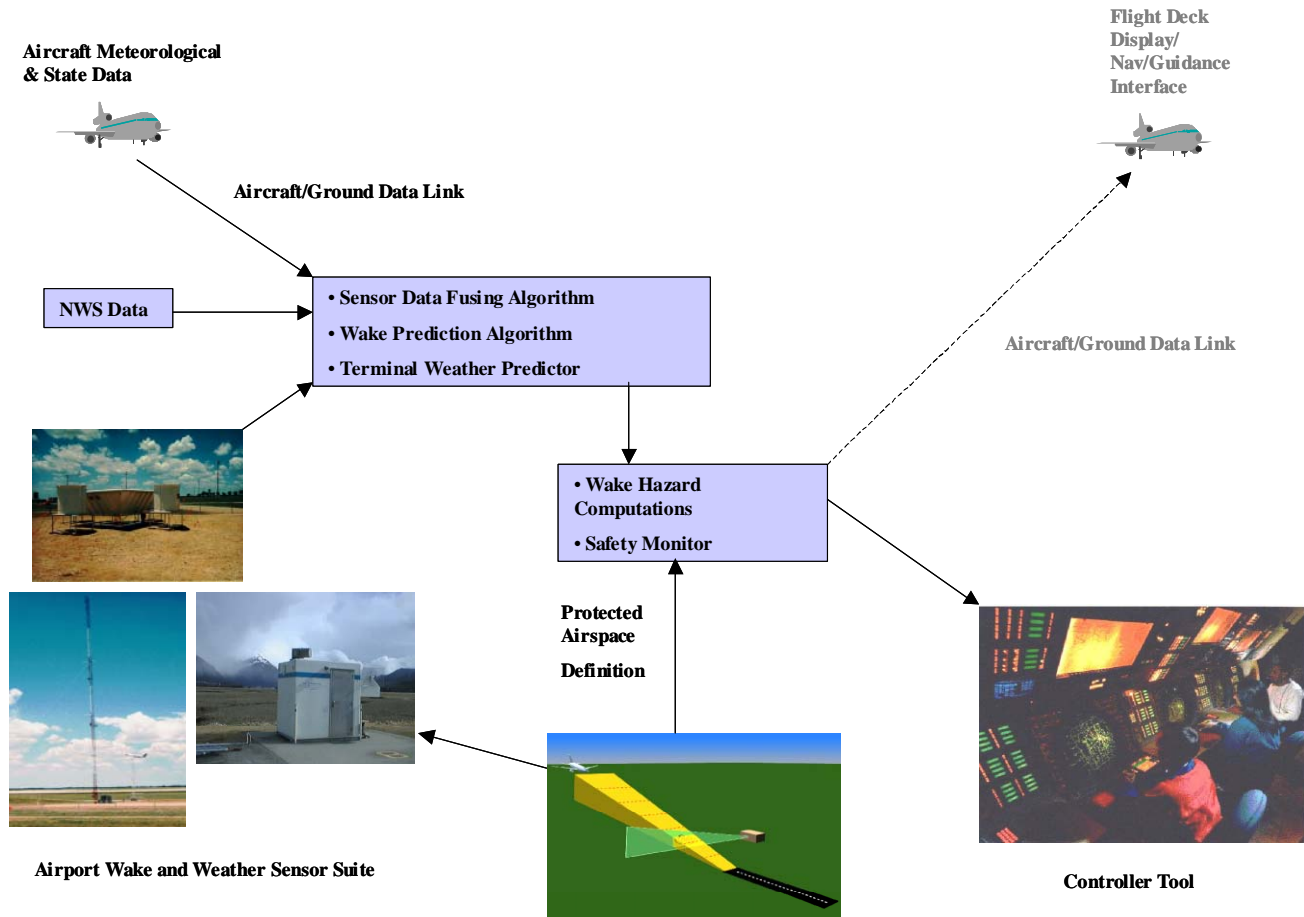 Flight Deck
Display/
Nav/Guidance
Interface
Aircraft Meteorological
& State Data
Aircraft/Ground Data Link
NWS Data
• Sensor Data Fusing Algorithm
• Wake Prediction Algorithm
• Terminal Weather Predictor
Aircraft/Ground Data Link
• Wake Hazard
Computations
• Safety Monitor
Protected
Airspace
Definition
Airport Wake and Weather Sensor Suite
Controller Tool